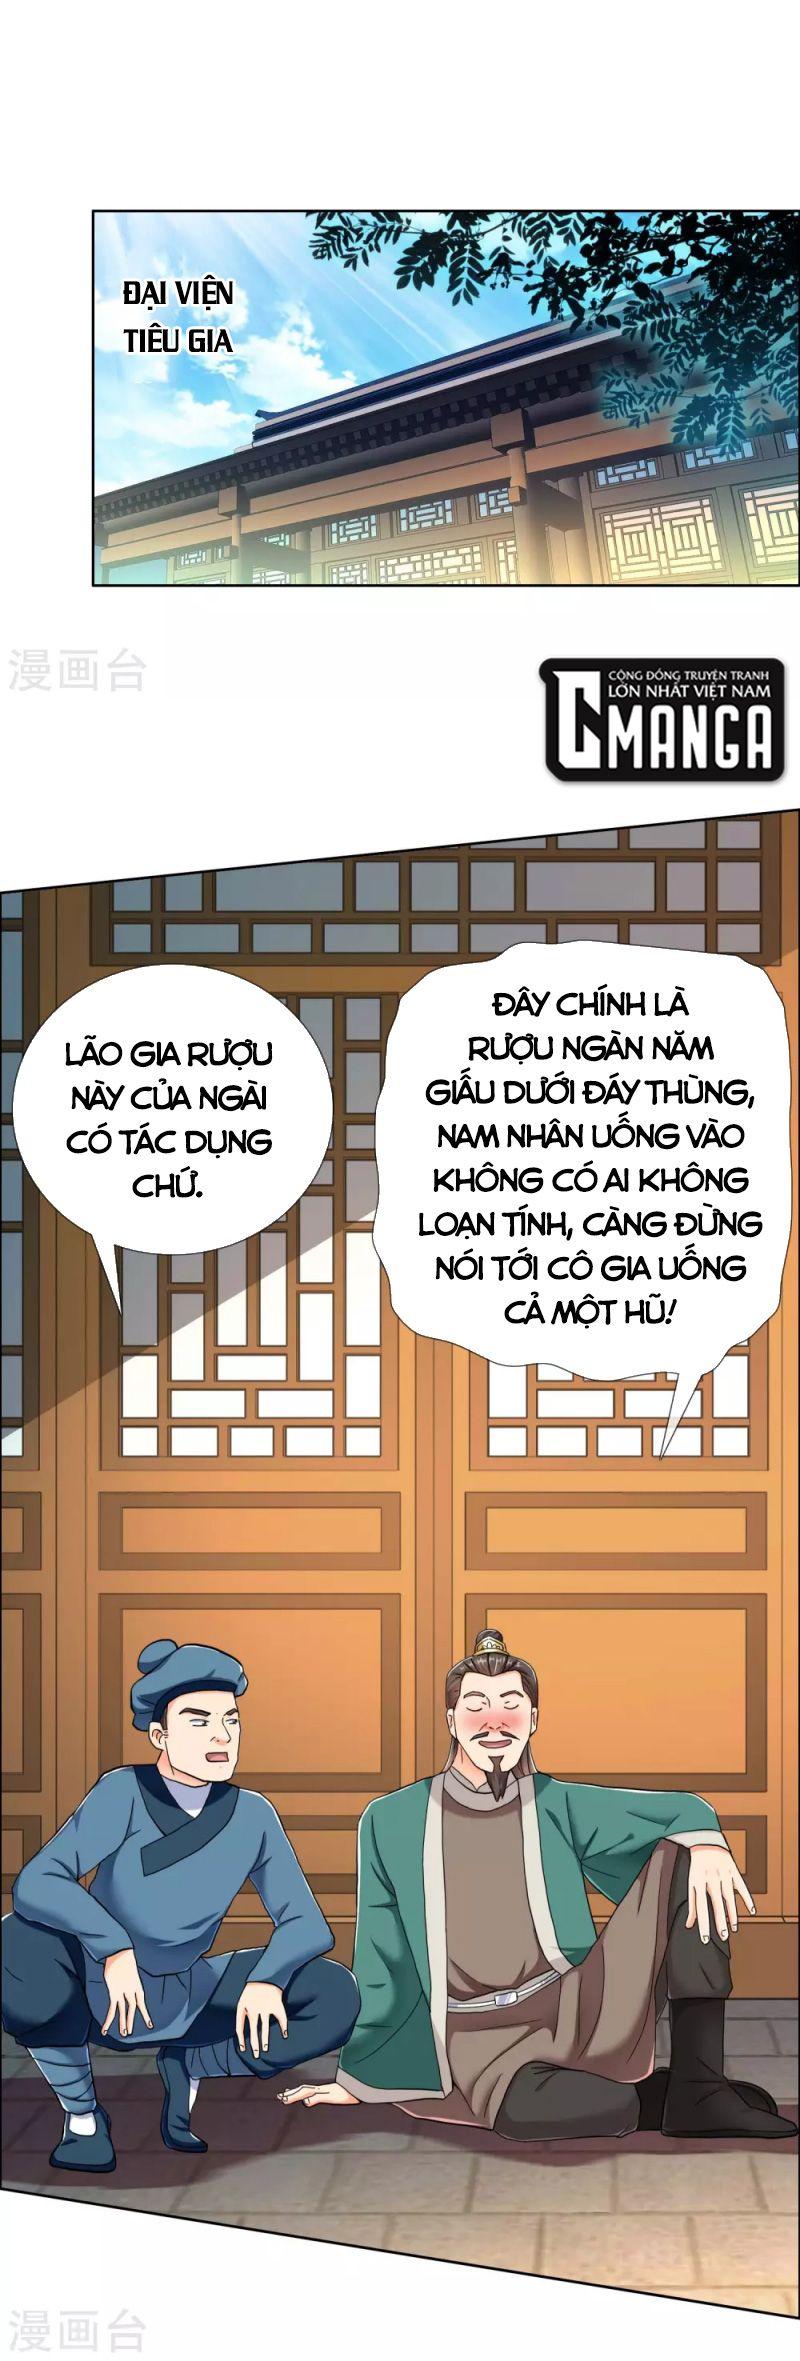 ĐẠI VIỆN
TIÊU GIA
漫画台
CỘNG ĐỒNG TRUYỆN TRANH
LỚN NHẤT VIỆT NAM
CMANGA
LÃO GIA RƯỢU
NÀY CỦA NGÀI
CÓ TÁC DỤNG
CHỨ.
ĐÂY CHÍNH LÀ
RƯỢU NGÀN NĂM
GIẤU DƯỚI ĐÁY THÙNG,
NAM NHÂN UỐNG VÀO
KHÔNG CÓ AI KHÔNG
LOẠN TÍNH, CÀNG ĐỪNG
NÓI TỚI CÔ GIA UỐNG
CẢ MỘT HŨ!
漫画台